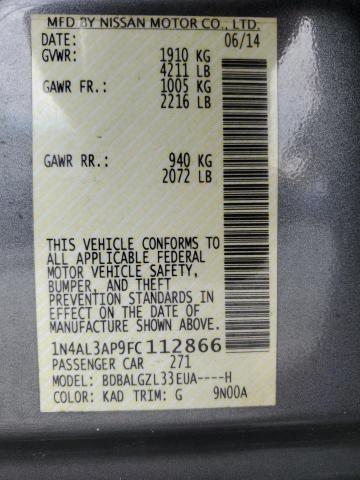 MFD BY NISSAN MOTOR CO., LTD.
DATE: 06/14
GVWR: 1910 KG
4211 LB
GAWR FR.: 1005 KG
2216 LB
GAWR RR.: 940 KG
2072 LB
THIS VEHICLE CONFORMS TO
ALL APPLICABLE FEDERAL
MOTOR VEHICLE SAFETY,
BUMPER, AND THEFT
PREVENTION STANDARDS IN
EFFECT ON THE DATE OF
MANUFACTURE SHOWN ABOVE.
1N4AL3AP9FC112866
PASSENGER CAR 271
MODEL: BDBALGZL33EUA----H
COLOR: KAD TRIM: G 9N00A